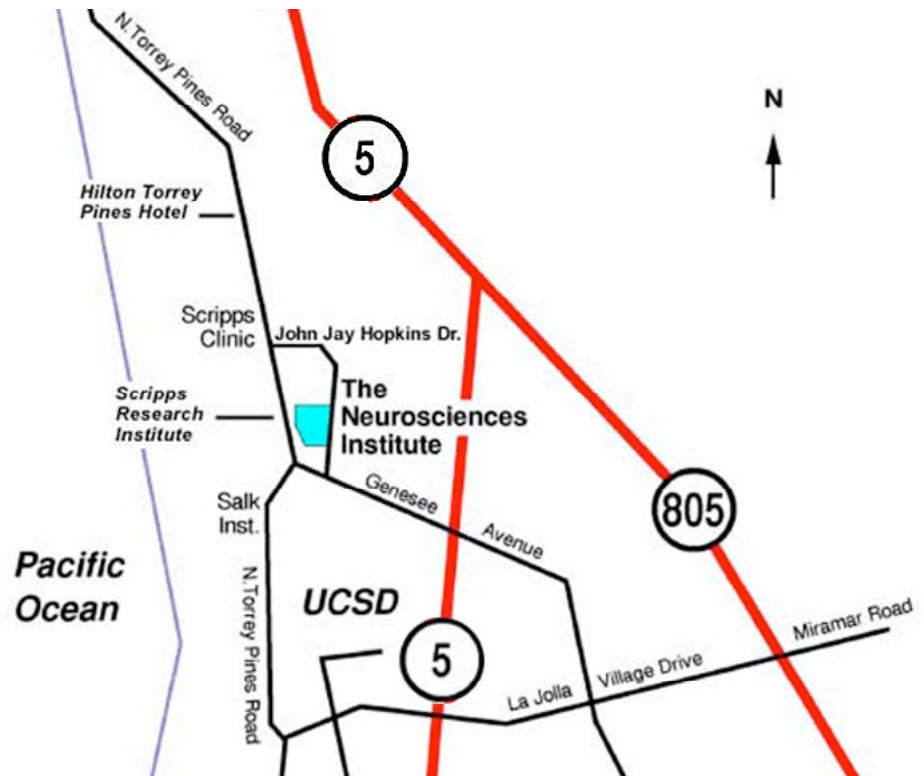 N. Torrey Pines Road
N
5
Hilton Torrey
Pines Hotel
Scripps
Clinic
John Jay Hopkins Dr.
Scripps
Research
Institute
The
Neurosciences
Institute
Genesee Avenue
Salk
Inst.
805
Pacific
Ocean
N. Torrey Pines Road
UCSD
5
Miramar Road
La Jolla Village Drive